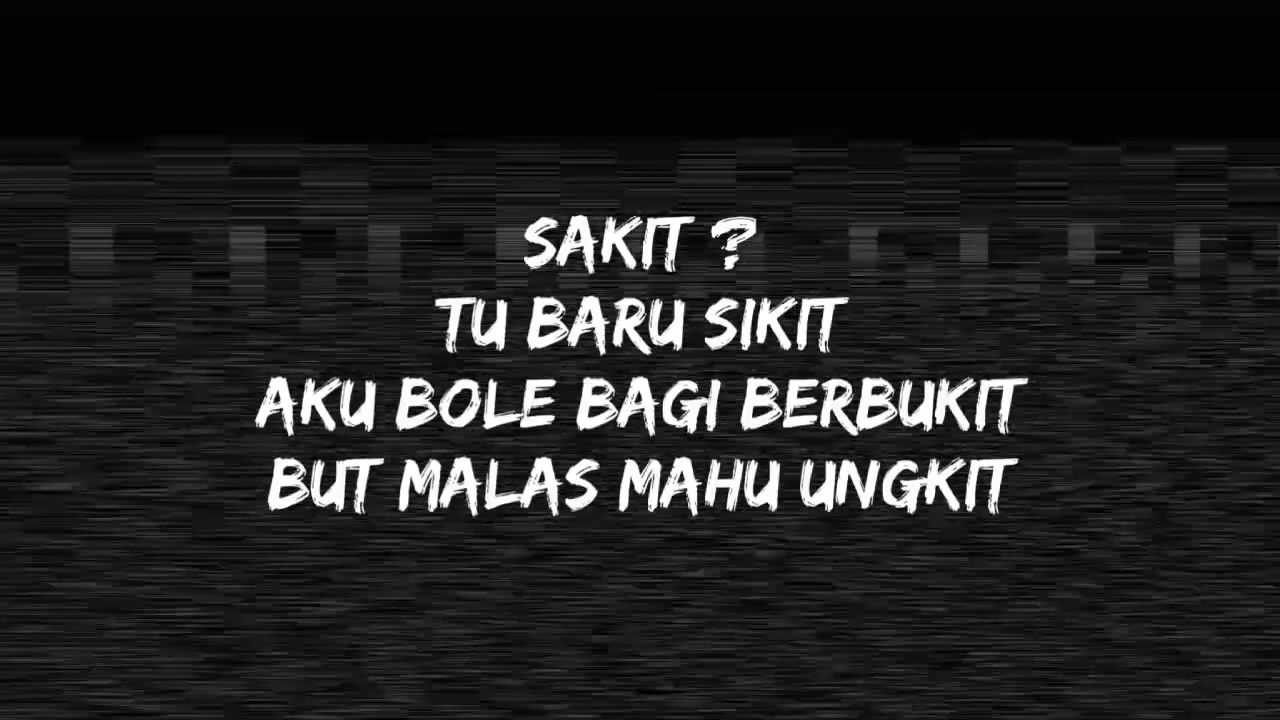 SAKIT ?
TU BARU SIKIT
AKU BOLE BAGI BERBUKIT
BUT MALAS MAHU UNGKIT